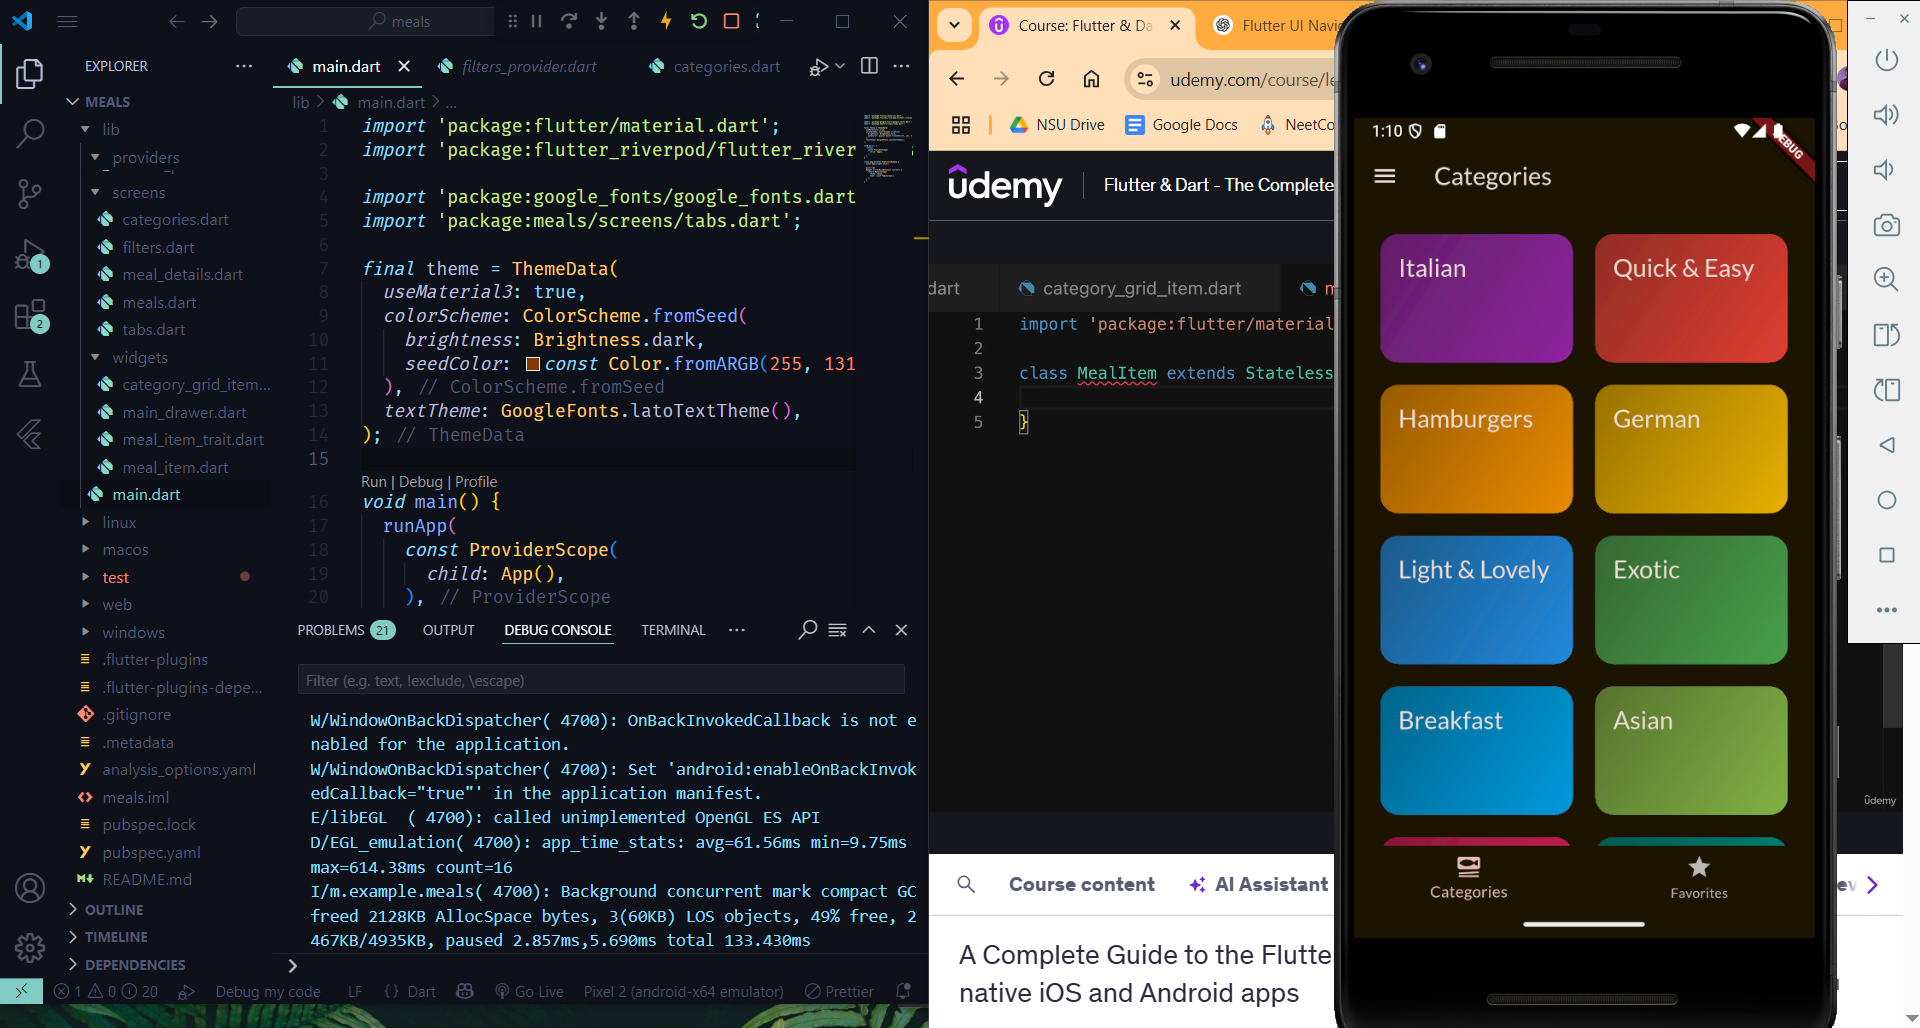 meals
EXPLORER
MEALS
lib
providers
screens
categories.dart
filters.dart
meal_details.dart
meals.dart
tabs.dart
widgets
category_grid_item...
main_drawer.dart
meal_item_trait.dart
meal_item.dart
main.dart
linux
macos
test
web
windows
.flutter-plugins
.flutter-plugins-depe...
.gitignore
.metadata
analysis_options.yaml
meals.iml
pubspec.lock
pubspec.yaml
README.md
OUTLINE
TIMELINE
DEPENDENCIES
1
2
main.dart
filters_provider.dart
categories.dart
lib > main.dart > ...
1 import 'package:flutter/material.dart';
2 import 'package:flutter_riverpod/flutter_river
3
4 import 'package:google_fonts/google_fonts.dart
5 import 'package:meals/screens/tabs.dart';
6
7 final theme = ThemeData(
8 useMaterial3: true,
9 colorScheme: ColorScheme.fromSeed(
10 brightness: Brightness.dark,
11 seedColor: const Color.fromARGB(255, 131
12 ), // ColorScheme.fromSeed
13 textTheme: GoogleFonts.latoTextTheme(),
14 ); // ThemeData
15
Run | Debug | Profile
16 void main() {
17 runApp(
18 const ProviderScope(
19 child: App(),
20 ), // ProviderScope
PROBLEMS 21 OUTPUT DEBUG CONSOLE TERMINAL
Filter (e.g. text, !exclude, \escape)
W/WindowOnBackDispatcher( 4700): OnBackInvokedCallback is not e
nabled for the application.
W/WindowOnBackDispatcher( 4700): Set 'android:enableOnBackInvok
edCallback="true"' in the application manifest.
E/libEGL  ( 4700): called unimplemented OpenGL ES API
D/EGL_emulation( 4700): app_time_stats: avg=61.56ms min=9.75ms
max=614.38ms count=16
I/m.example.meals( 4700): Background concurrent mark compact GC
freed 2128KB AllocSpace bytes, 3(60KB) LOS objects, 49% free, 2
467KB/4935KB, paused 2.857ms,5.690ms total 133.430ms
1 0 20 Debug my code LF {} Dart Go Live Pixel 2 (android-x64 emulator) Prettier
Course: Flutter & Da
Flutter UI Navi
udemy.com/course/le
NSU Drive
Google Docs
NeetCo
udemy
Flutter & Dart - The Complete
dart
category_grid_item.dart
m
1 import 'package:flutter/material
2
3 class MealItem extends Stateless
4
5 }
ûdemy
Course content
AI Assistant
A Complete Guide to the Flutte
native iOS and Android apps
1:10
DEBUG
Categories
Italian
Quick & Easy
Hamburgers
German
Light & Lovely
Exotic
Breakfast
Asian
Categories
Favorites